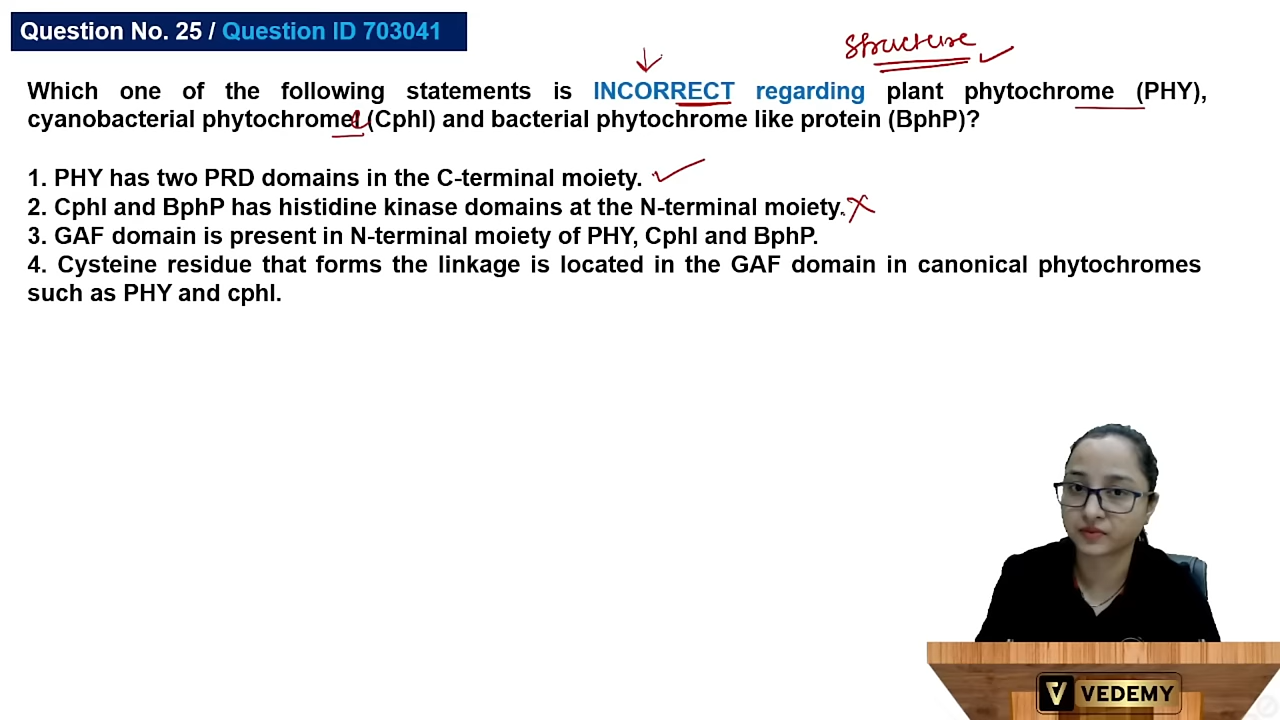 Question No. 25 / Question ID 703041
Structure
Which one of the following statements is INCORRECT regarding plant phytochrome (PHY),
cyanobacterial phytochrome (CphI) and bacterial phytochrome like protein (BphP)?
1. PHY has two PRD domains in the C-terminal moiety.
2. CphI and BphP has histidine kinase domains at the N-terminal moiety.
3. GAF domain is present in N-terminal moiety of PHY, CphI and BphP.
4. Cysteine residue that forms the linkage is located in the GAF domain in canonical phytochromes
such as PHY and cphI.
VEDEMY